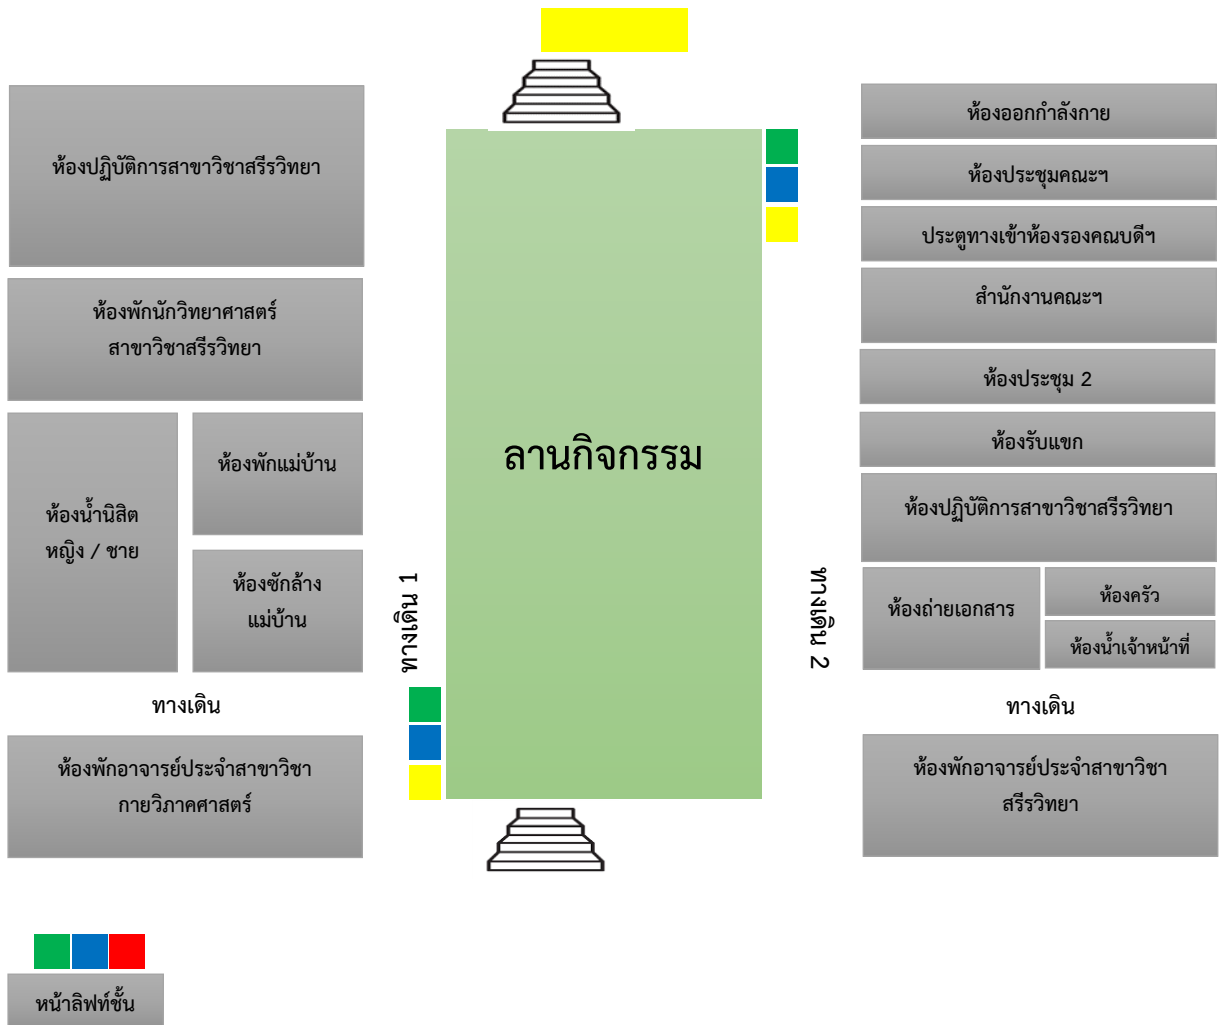 ห้องปฏิบัติการสาขาวิชาสรีรวิทยา
ห้องพักนักวิทยาศาสตร์
สาขาวิชาสรีรวิทยา
ห้องน้ำนิสิต
หญิง / ชาย
ห้องพักแม่บ้าน
ห้องซักล้าง
แม่บ้าน
ทางเดิน
ห้องพักอาจารย์ประจำสาขาวิชา
กายวิภาคศาสตร์
ทางเดิน 1
ลานกิจกรรม
ทางเดิน 2
ห้องออกกำลังกาย
ห้องประชุมคณะฯ
ประตูทางเข้าห้องรองคณบดีฯ
สำนักงานคณะฯ
ห้องประชุม 2
ห้องรับแขก
ห้องปฏิบัติการสาขาวิชาสรีรวิทยา
ห้องถ่ายเอกสาร
ห้องครัว
ห้องน้ำเจ้าหน้าที่
ทางเดิน
ห้องพักอาจารย์ประจำสาขาวิชา
สรีรวิทยา
หน้าลิฟท์ชั้น